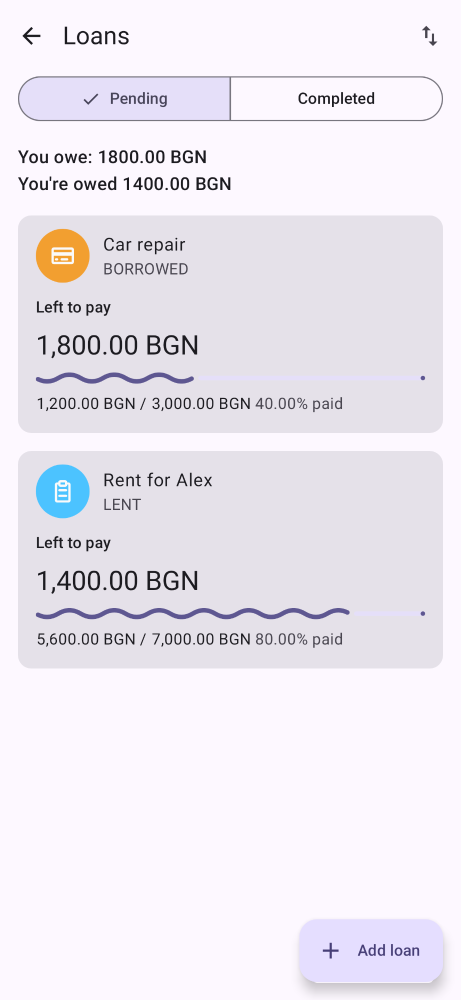 Loans
Pending
Completed
You owe: 1800.00 BGN
You're owed 1400.00 BGN
Car repair
BORROWED
Left to pay
1,800.00 BGN
1,200.00 BGN / 3,000.00 BGN 40.00% paid
Rent for Alex
LENT
Left to pay
1,400.00 BGN
5,600.00 BGN / 7,000.00 BGN 80.00% paid
Add loan